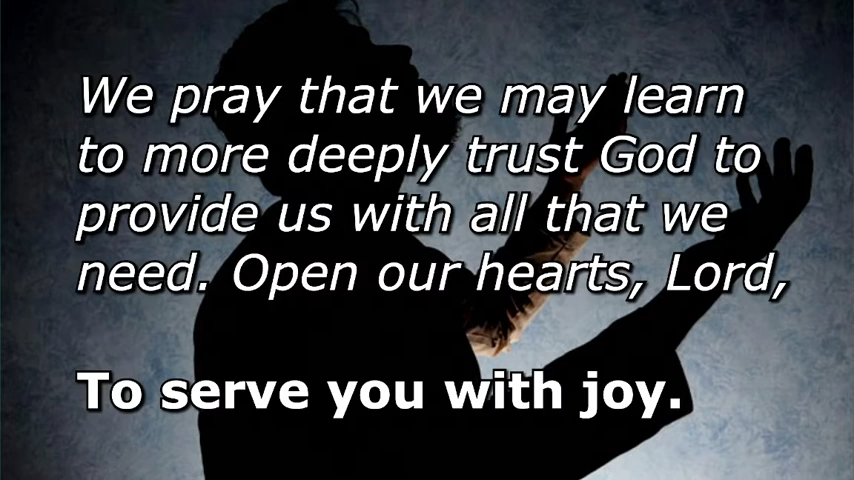 We pray that we may learn
to more deeply trust God to
provide us with all that we
need. Open our hearts, Lord,
To serve you with joy.